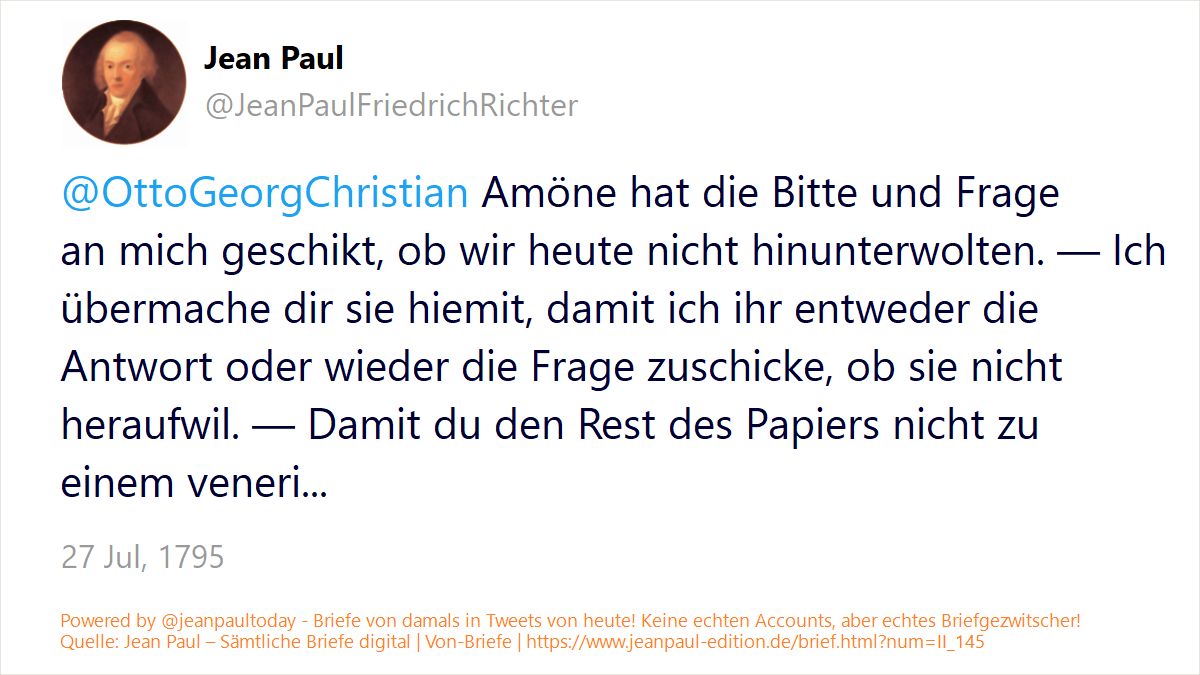 Jean Paul
@JeanPaulFriedrichRichter
@OttoGeorgChristian Amöne hat die Bitte und Frage
an mich geschikt, ob wir heute nicht hinunterwolten. — Ich
übermache dir sie hiemit, damit ich ihr entweder die
Antwort oder wieder die Frage zuschicke, ob sie nicht
heraufwil. — Damit du den Rest des Papiers nicht zu
einem veneri...
27 Jul, 1795
Powered by @jeanpaultoday - Briefe von damals in Tweets von heute! Keine echten Accounts, aber echtes Briefgezwitscher!
Quelle: Jean Paul – Sämtliche Briefe digital | Von-Briefe | https://www.jeanpaul-edition.de/brief.html?num=II_145